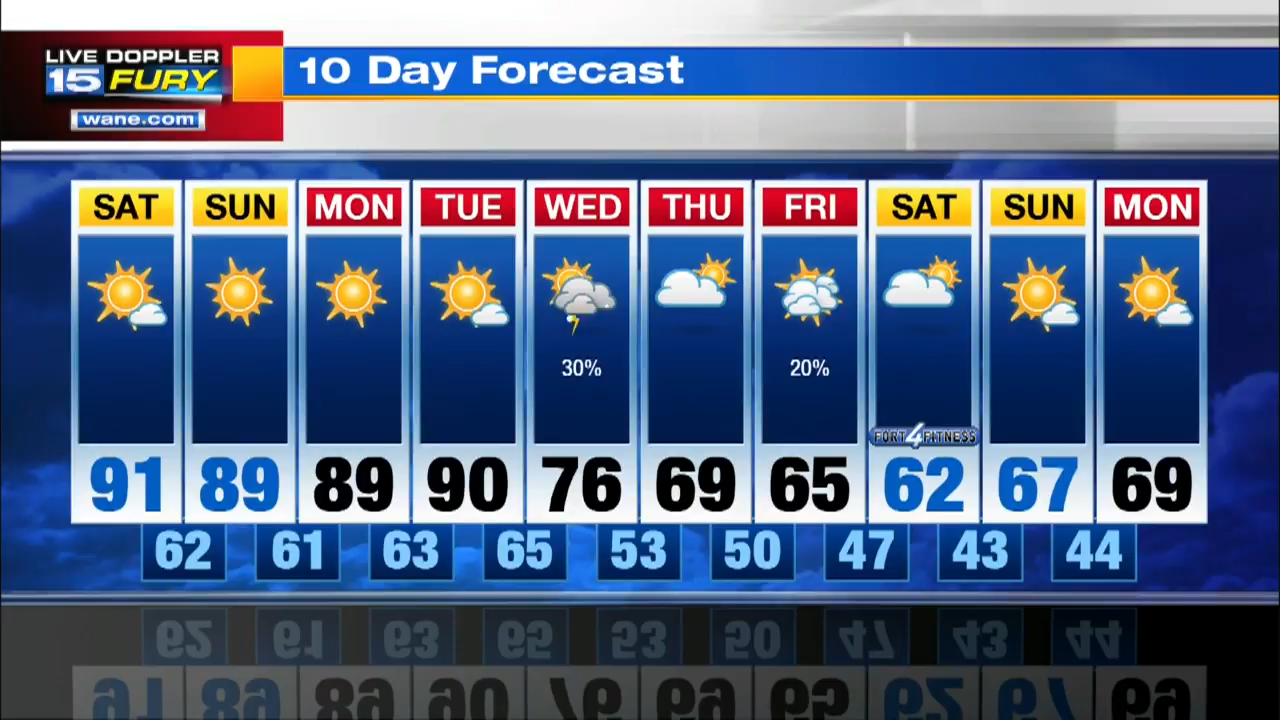 LIVE DOPPLER
15 FURY
wane.com
10 Day Forecast
SAT SUN MON TUE WED THU FRI SAT SUN MON
30% 20%
FORT4FITNESS
91 89 89 90 76 69 65 62 67 69
62 61 63 65 53 50 47 43 44